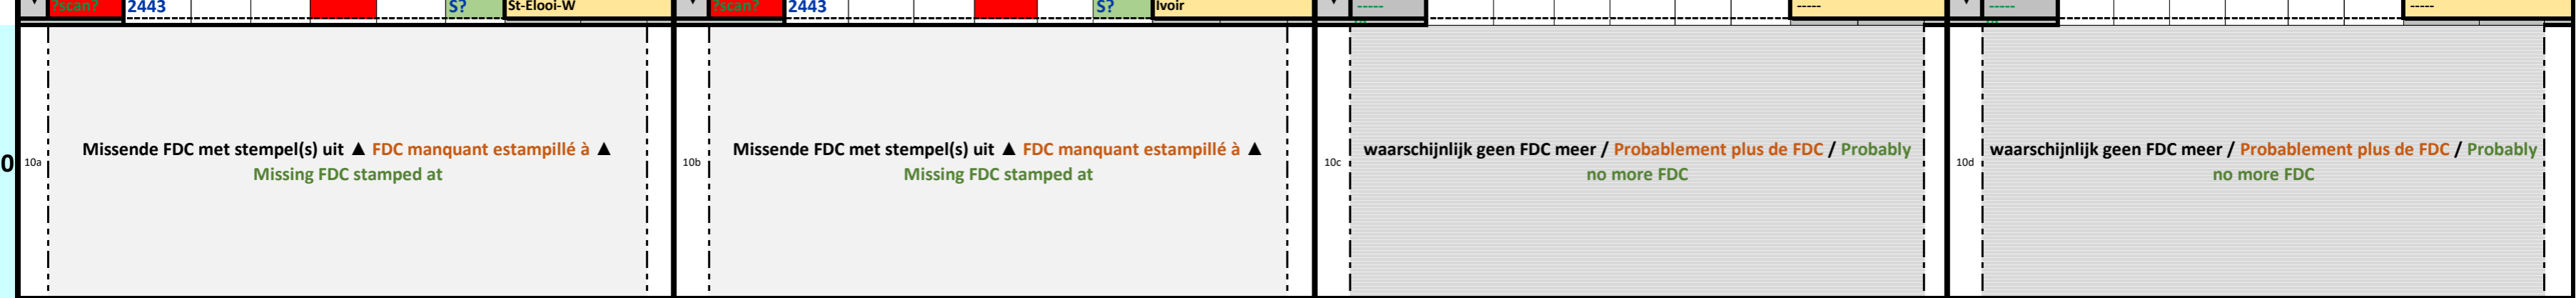 ?scan? 2443 S? St-Elooi-W ?scan? 2443 S? Ivoir ----- ----- ----- -----
0 10a Missende FDC met stempel(s) uit ▲ FDC manquant estampillé à ▲
Missing FDC stamped at
10b Missende FDC met stempel(s) uit ▲ FDC manquant estampillé à ▲
Missing FDC stamped at
10c waarschijnlijk geen FDC meer / Probablement plus de FDC / Probably
no more FDC
10d waarschijnlijk geen FDC meer / Probablement plus de FDC / Probably
no more FDC